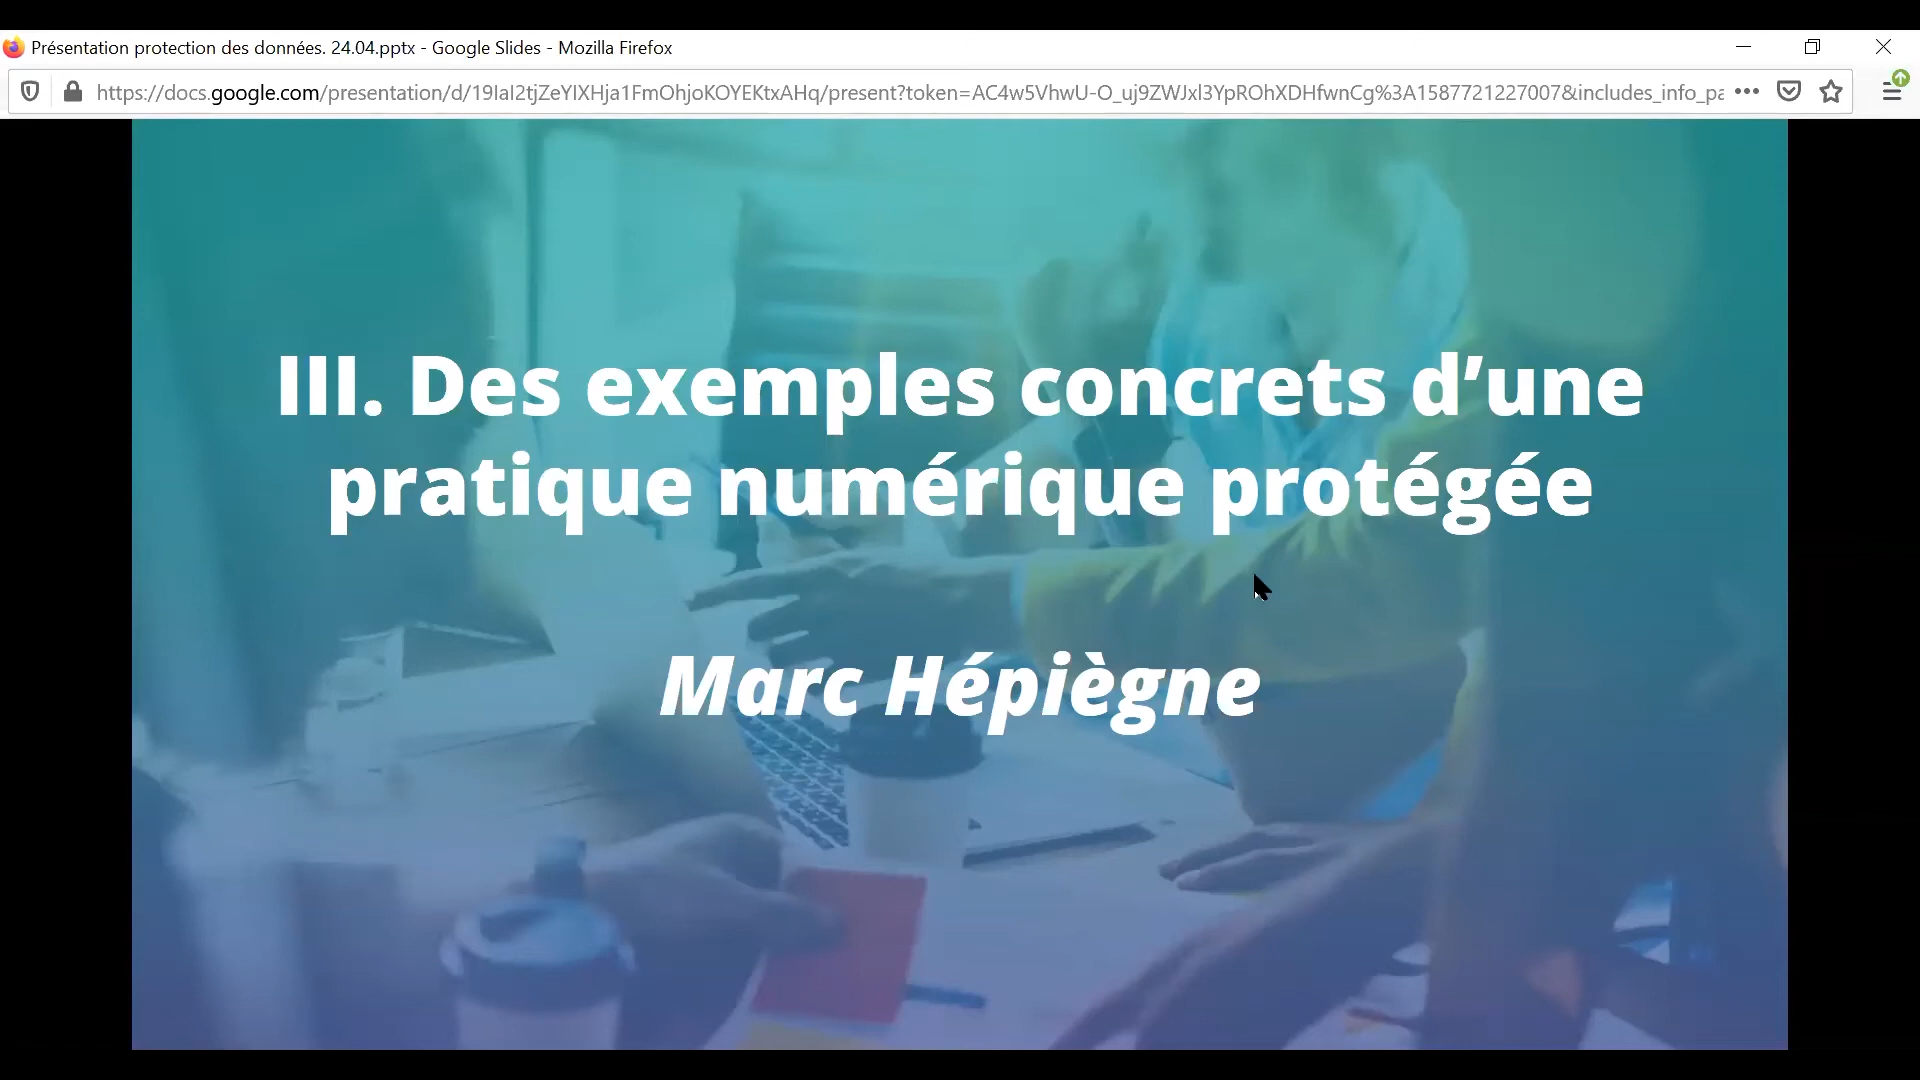 Présentation protection des données. 24.04.pptx - Google Slides - Mozilla Firefox
https://docs.google.com/presentation/d/19IaI2tjZeYIXHja1FmOhjoKOYEKtxAHq/present?token=AC4w5VhwU-O_uj9ZWJxl3YpROhXDHfwnCg%3A1587721227007&includes_info_pa
III. Des exemples concrets d’une
pratique numérique protégée
Marc Hépiègne